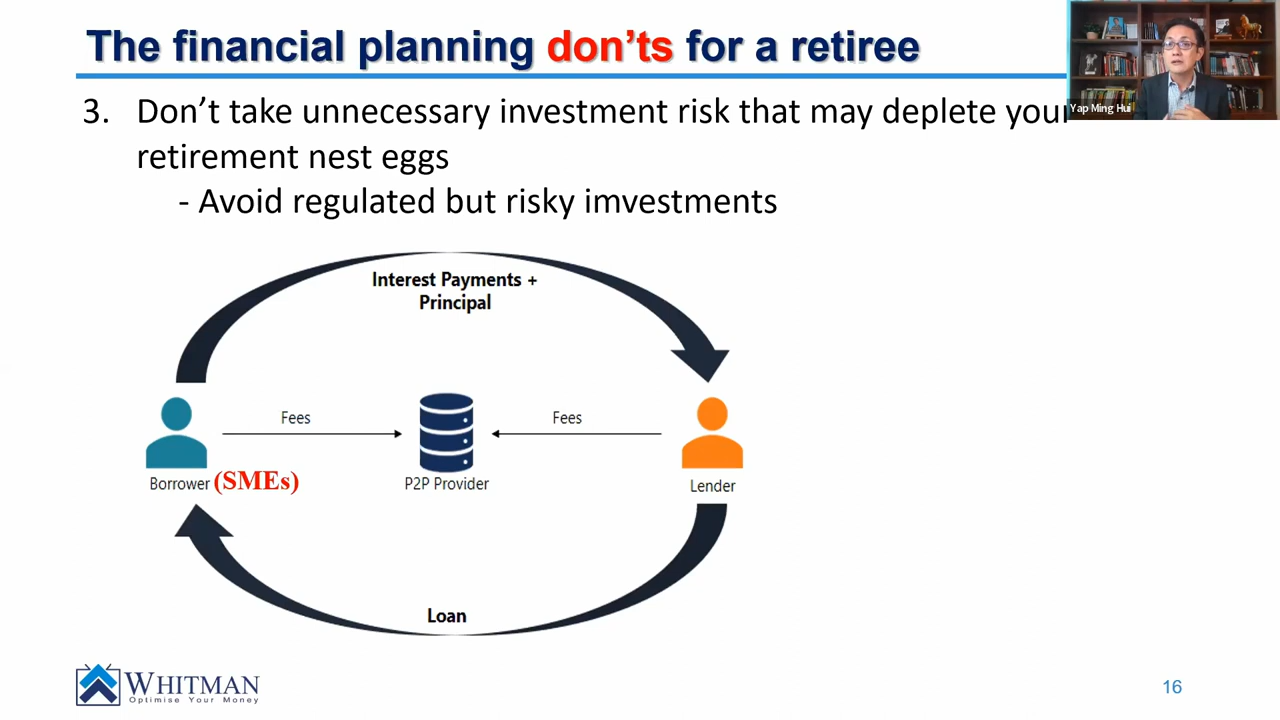 The financial planning don'ts for a retiree
Yap Ming Hui
3. Don't take unnecessary investment risk that may deplete your
retirement nest eggs
- Avoid regulated but risky imvestments
Interest Payments +
Principal
Fees
Fees
Borrower (SMEs)
P2P Provider
Lender
Loan
WHITMAN
Optimise Your Money
16